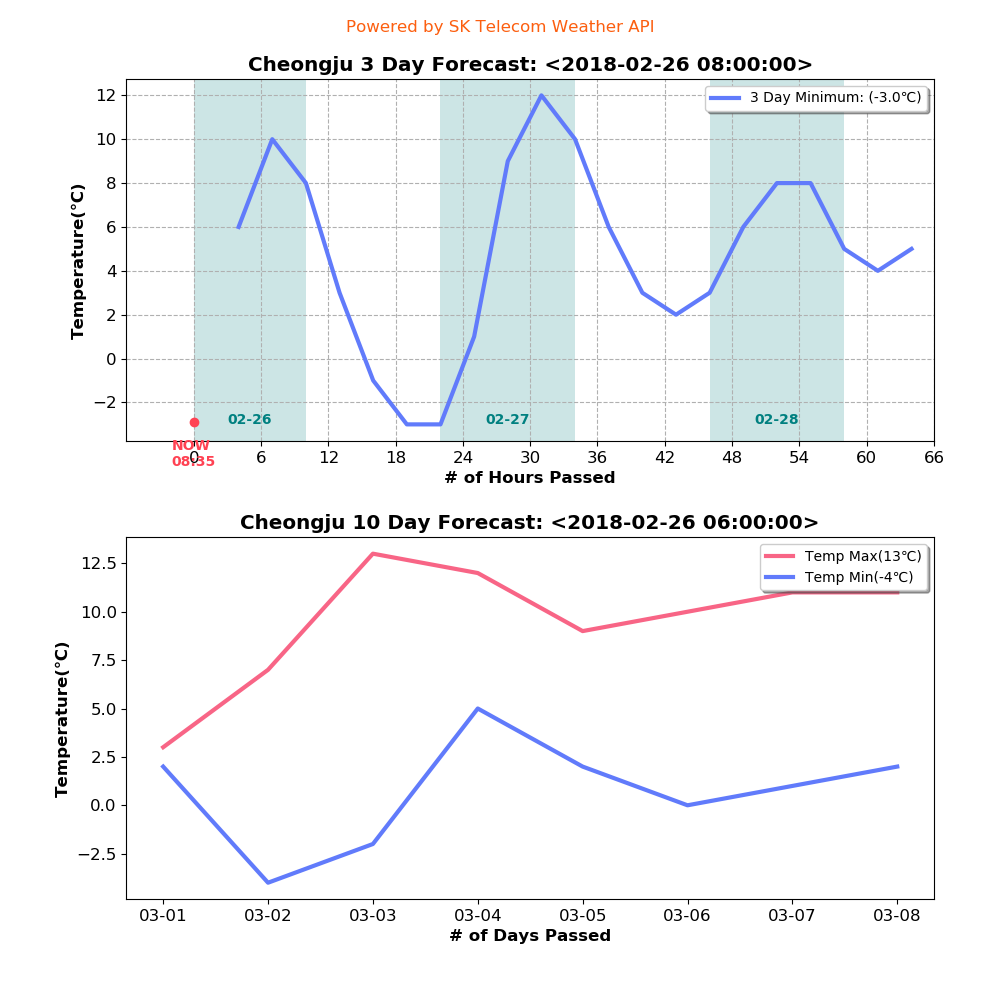 Powered by SK Telecom Weather API
Cheongju 3 Day Forecast: <2018-02-26 08:00:00>
3 Day Minimum: (-3.0℃)
12
10
8
6
4
2
0
−2
Temperature(℃)
02-26
02-27
02-28
NOW
08:35
0 6 12 18 24 30 36 42 48 54 60 66
# of Hours Passed
Cheongju 10 Day Forecast: <2018-02-26 06:00:00>
Temp Max(13℃)
Temp Min(-4℃)
12.5
10.0
7.5
5.0
2.5
0.0
−2.5
Temperature(℃)
03-01 03-02 03-03 03-04 03-05 03-06 03-07 03-08
# of Days Passed